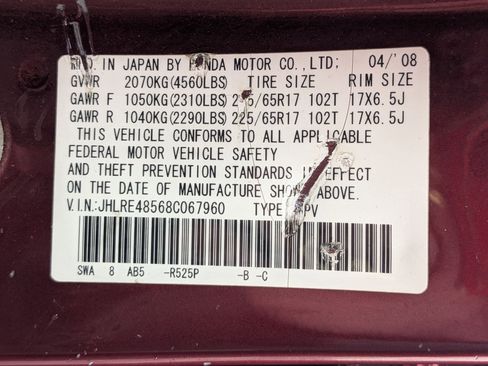 MFD. IN JAPAN BY HONDA MOTOR CO., LTD; 04/'08
GVWR 2070KG(4560LBS) TIRE SIZE RIM SIZE
GAWR F 1050KG(2310LBS) 225/65R17 102T 17X6.5J
GAWR R 1040KG(2290LBS) 225/65R17 102T 17X6.5J
THIS VEHICLE CONFORMS TO ALL APPLICABLE
FEDERAL MOTOR VEHICLE SAFETY
AND THEFT PREVENTION STANDARDS IN EFFECT
ON THE DATE OF MANUFACTURE SHOWN ABOVE.
V.I.N:JHLRE48568C067960 TYPE MPV
SWA 8 AB5 -R525P -B -C